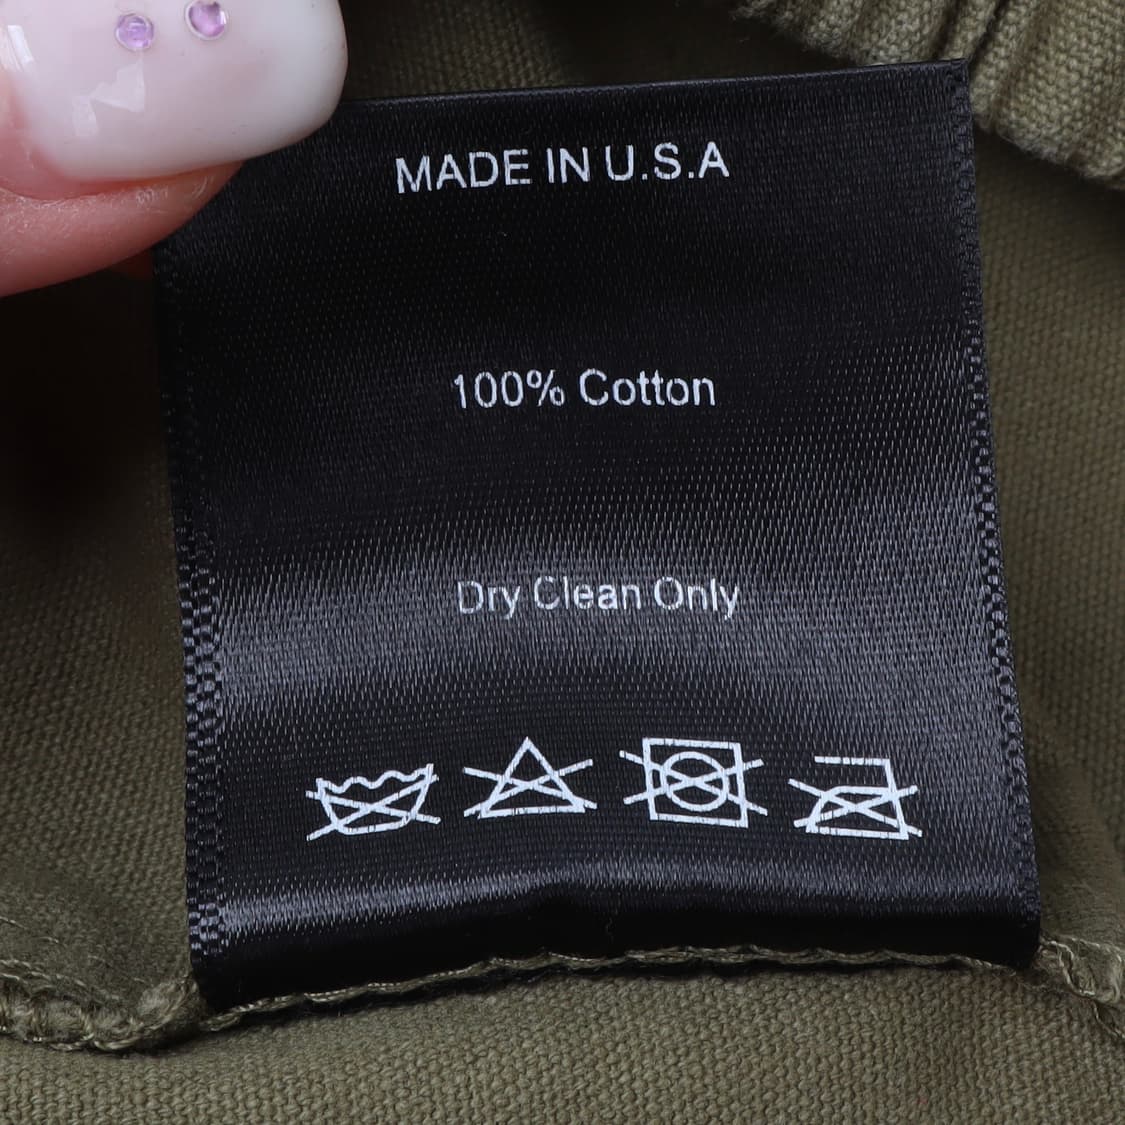 MADE IN U.S.A
100% Cotton
Dry Clean Only